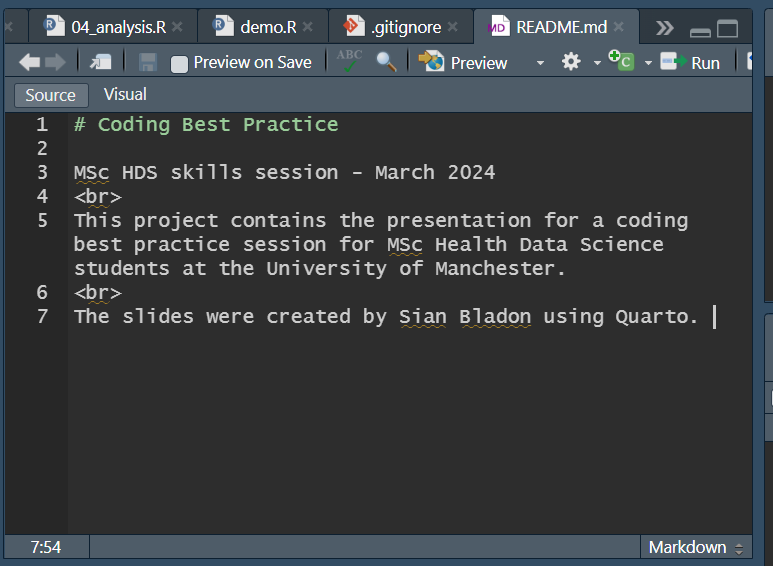 04_analysis.R demo.R .gitignore README.md
Preview on Save ABC Preview C Run
Source Visual
1 # Coding Best Practice
2
3 MSc HDS skills session - March 2024
4 <br>
5 This project contains the presentation for a coding
best practice session for MSc Health Data Science
students at the University of Manchester.
6 <br>
7 The slides were created by Sian Bladon using Quarto.
7:54 Markdown